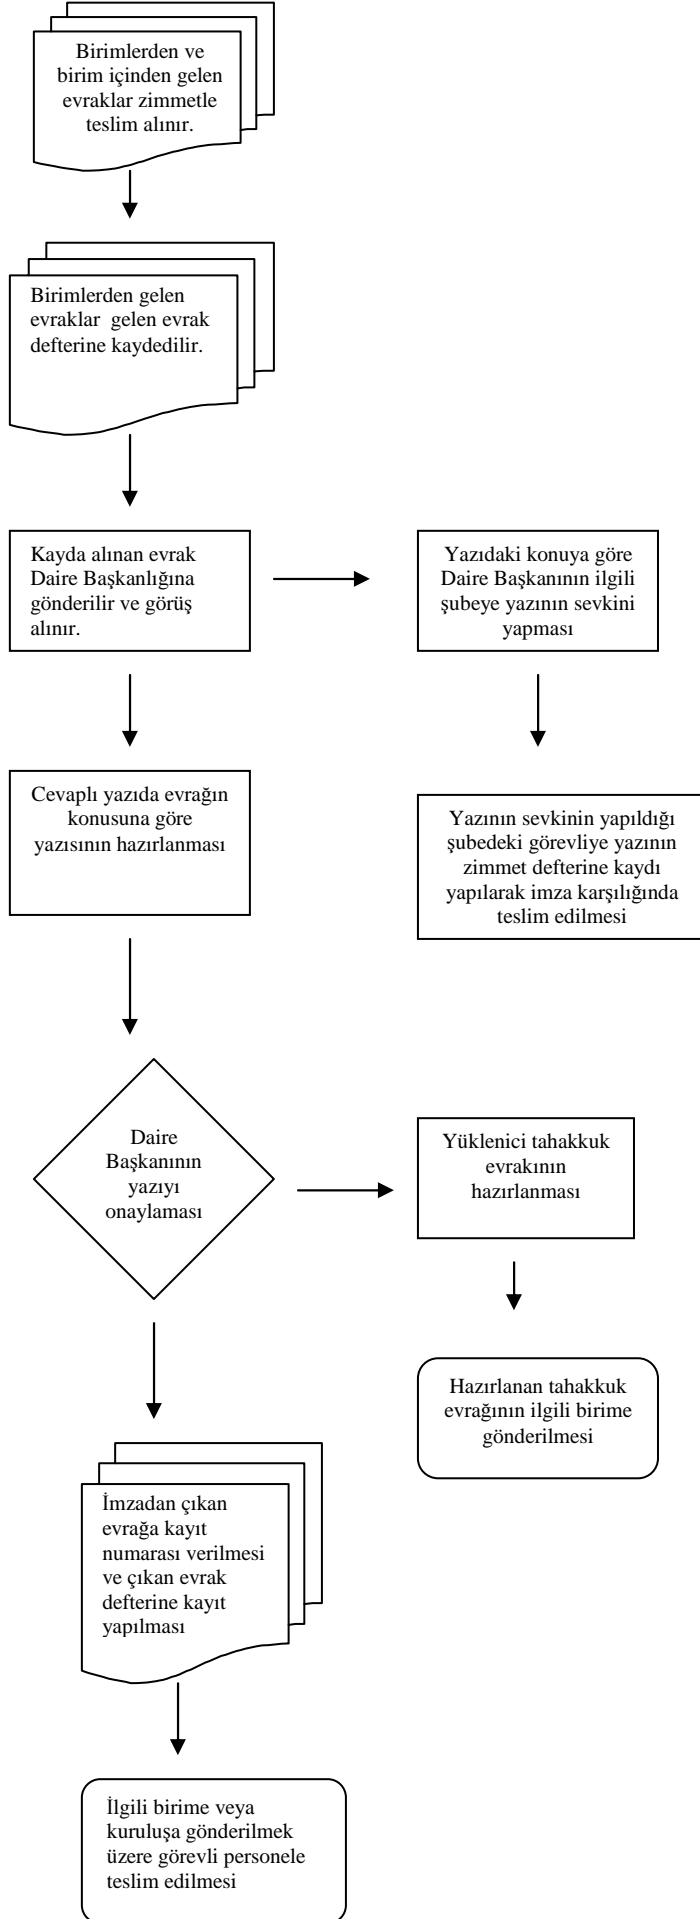 Birimlerden ve
birim içinden gelen
evraklar zimmetle
teslim alınır.
Birimlerden gelen
evraklar gelen evrak
defterine kaydedilir.
Kayda alınan evrak
Daire Başkanlığına
gönderilir ve görüş
alınır.
Yazıdaki konuya göre
Daire Başkanının ilgili
şubeye yazının sevkini
yapması
Cevaplı yazıda evrağın
konusuna göre
yazısının hazırlanması
Yazının sevkinin yapıldığı
şubedeki görevliye yazının
zimmet defterine kaydı
yapılarak imza karşılığında
teslim edilmesi
Daire
Başkanının
yazıyı
onaylaması
Yüklenici tahakkuk
evrakının
hazırlanması
Hazırlanan tahakkuk
evrağının ilgili birime
gönderilmesi
İmzadan çıkan
evrağa kayıt
numarası verilmesi
ve çıkan evrak
defterine kayıt
yapılması
İlgili birime veya
kuruluşa gönderilmek
üzere görevli personele
teslim edilmesi